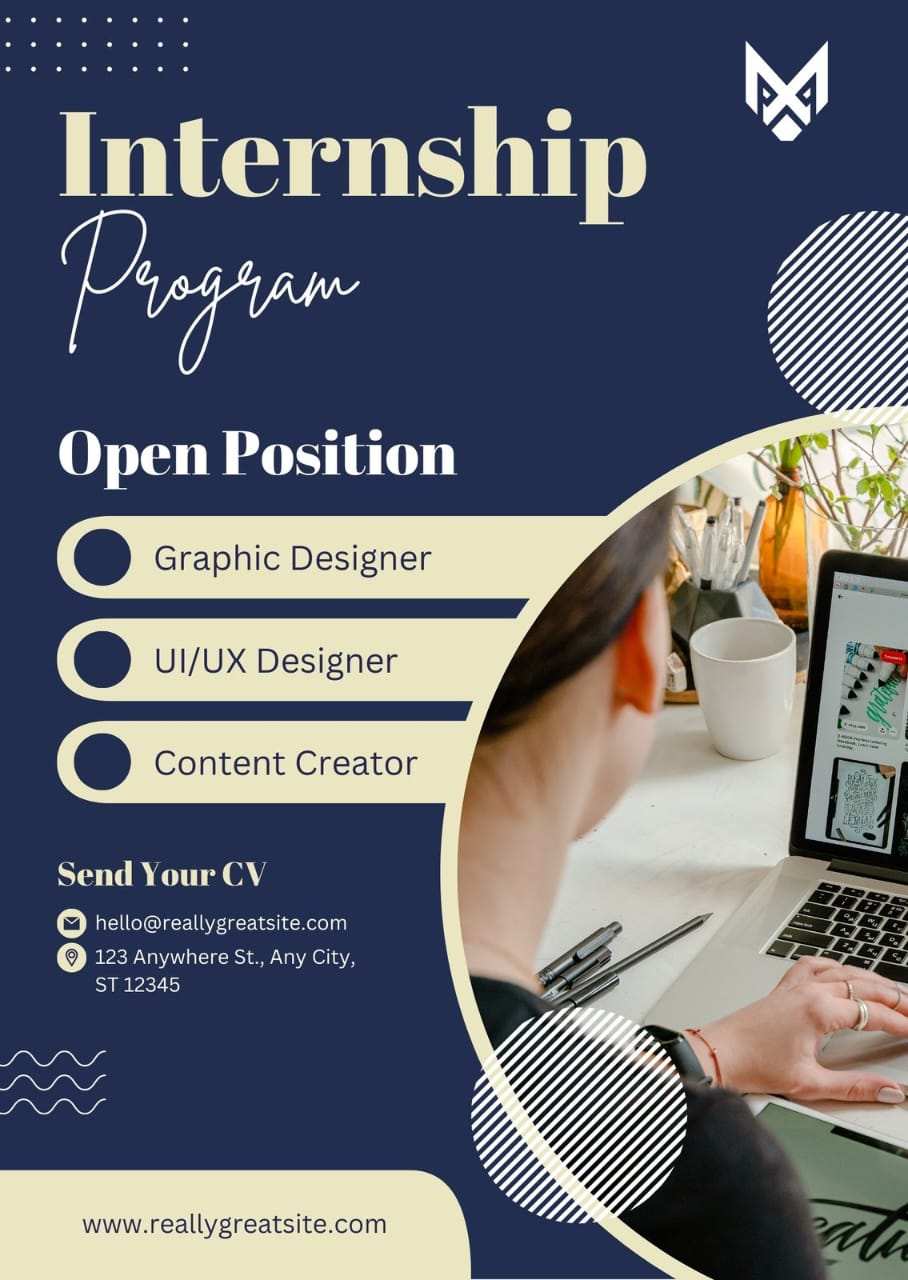 Internship
Program
Open Position
Graphic Designer
UI/UX Designer
Content Creator
Send Your CV
hello@reallygreatsite.com
123 Anywhere St., Any City,
ST 12345
www.reallygreatsite.com
grateful